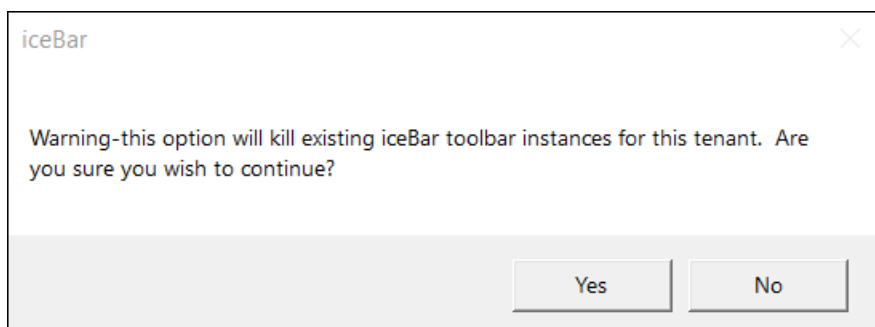 iceBar
Warning-this option will kill existing iceBar toolbar instances for this tenant.  Are
you sure you wish to continue?
Yes
No